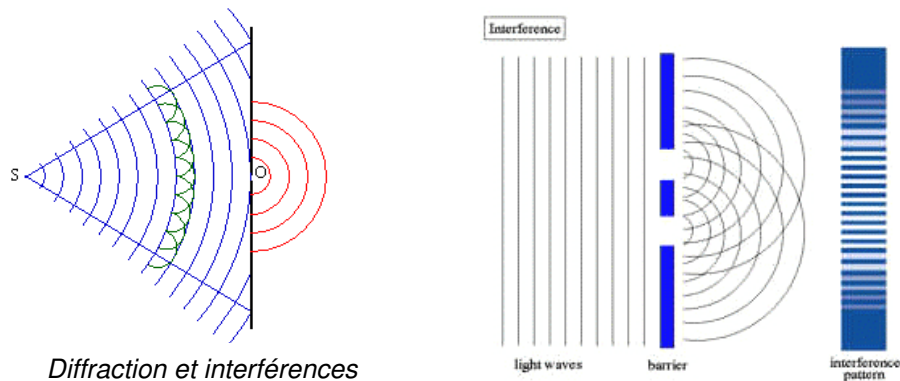 S
O
Diffraction et interférences
Interference
light waves
barrier
interference
pattern